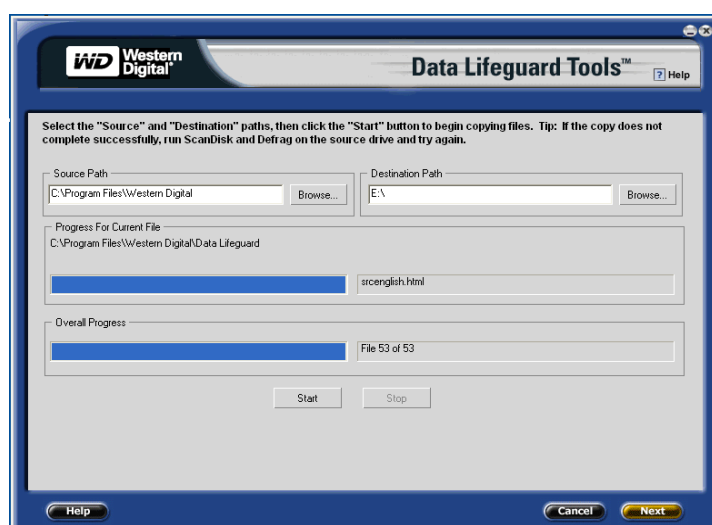 WD Western Digital®
Data Lifeguard Tools™
? Help
Select the "Source" and "Destination" paths, then click the "Start" button to begin copying files. Tip: If the copy does not
complete successfully, run ScanDisk and Defrag on the source drive and try again.
Source Path
C:\Program Files\Western Digital
Browse...
Destination Path
E:\
Browse...
Progress For Current File
C:\Program Files\Western Digital\Data Lifeguard
srcenglish.html
Overall Progress
File 53 of 53
Start
Stop
Help
Cancel
Next